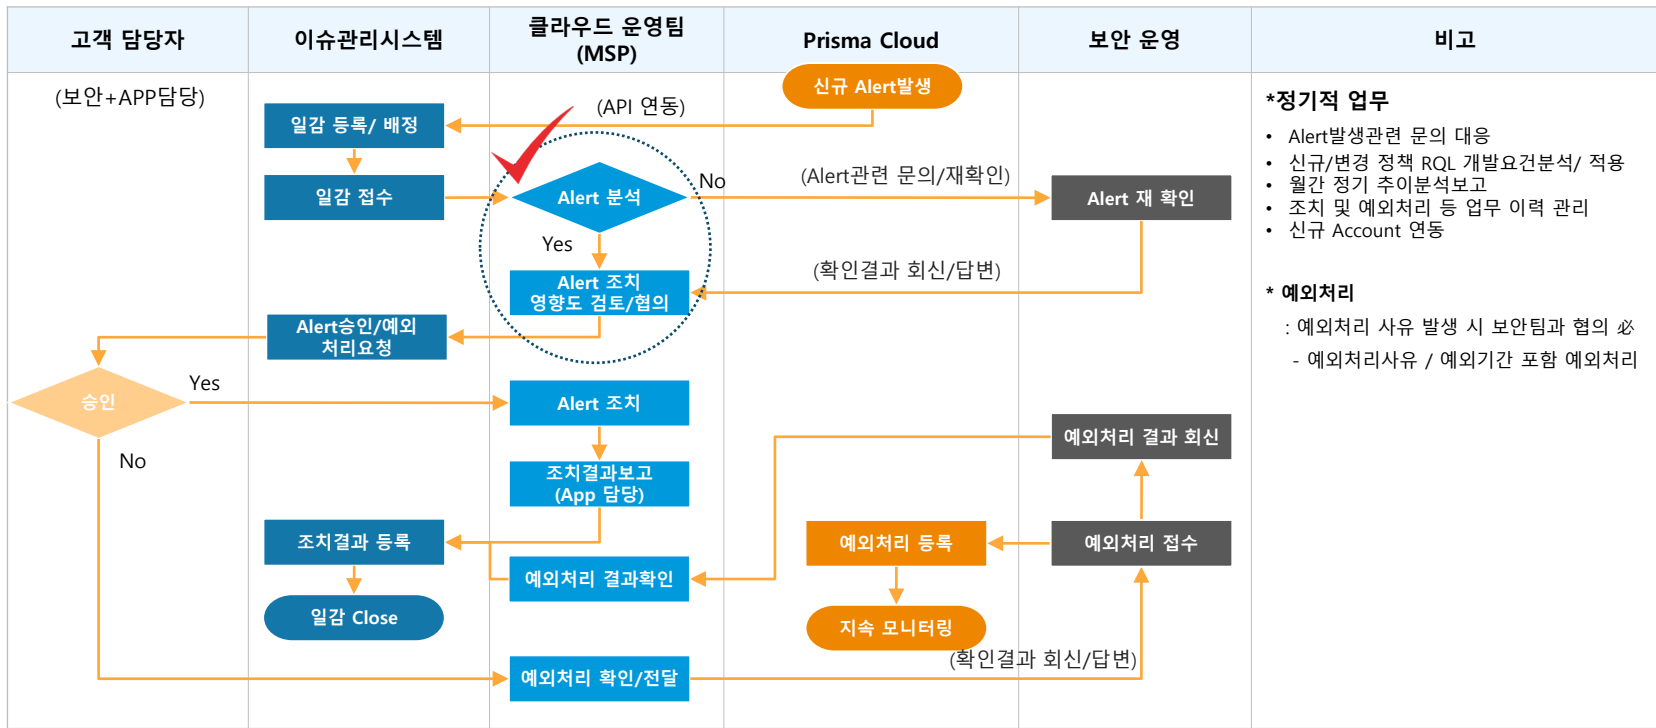 고객 담당자
이슈관리시스템
클라우드 운영팀
(MSP)
Prisma Cloud
보안 운영
비고
(보안+APP담당)
신규 Alert발생
(API 연동)
일감 등록/ 배정
일감 접수
Alert 분석
No
(Alert관련 문의/재확인)
Alert 재 확인
Yes
(확인결과 회신/답변)
Alert 조치
영향도 검토/협의
Alert승인/예외
처리요청
승인
Yes
No
Alert 조치
조치결과보고
(App 담당)
예외처리 결과 회신
조치결과 등록
예외처리 등록
예외처리 접수
예외처리 결과확인
일감 Close
지속 모니터링
(확인결과 회신/답변)
예외처리 확인/전달
*정기적 업무
• Alert발생관련 문의 대응
• 신규/변경 정책 RQL 개발요건분석/ 적용
• 월간 정기 추이분석보고
• 조치 및 예외처리 등 업무 이력 관리
• 신규 Account 연동
* 예외처리
: 예외처리 사유 발생 시 보안팀과 협의 必
- 예외처리사유 / 예외기간 포함 예외처리